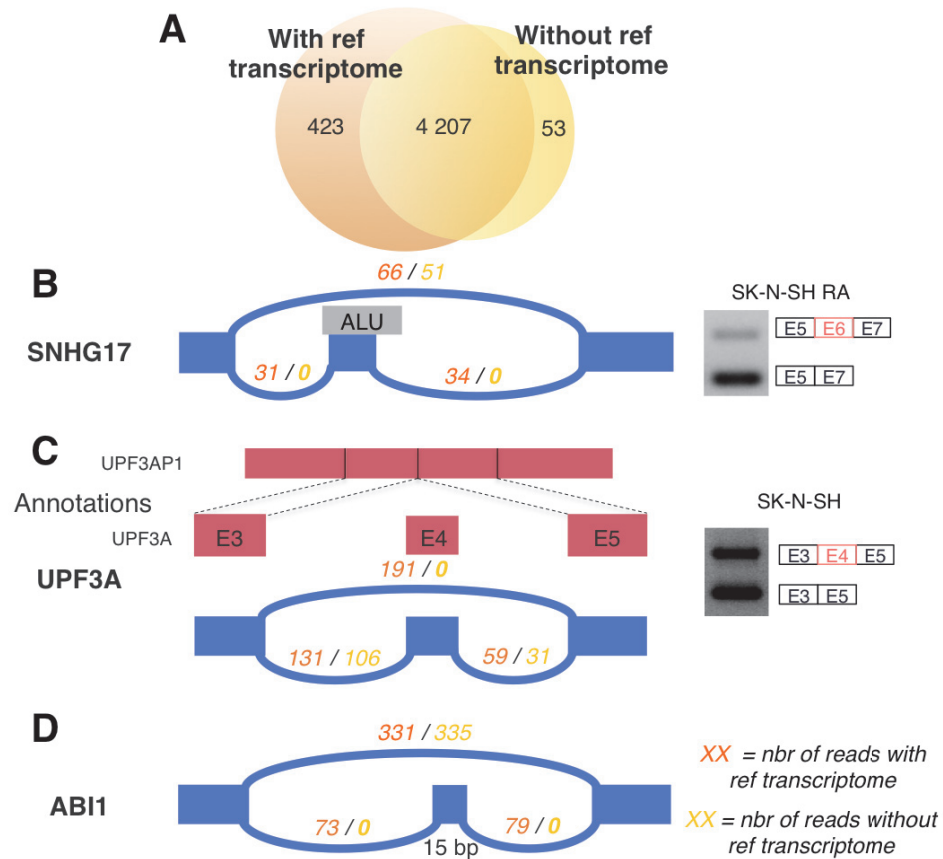 A
With ref
transcriptome
Without ref
transcriptome
423
4 207
53
B
66 / 51
SK-N-SH RA
ALU
SNHG17
31 / 0
34 / 0
E5 E6 E7
E5 E7
C
UPF3AP1
Annotations
UPF3A
E3
E4
E5
SK-N-SH
UPF3A
191 / 0
E3 E4 E5
E3 E5
131 / 106
59 / 31
D
331 / 335
ABI1
73 / 0
79 / 0
15 bp
XX = nbr of reads with
ref transcriptome
XX = nbr of reads without
ref transcriptome